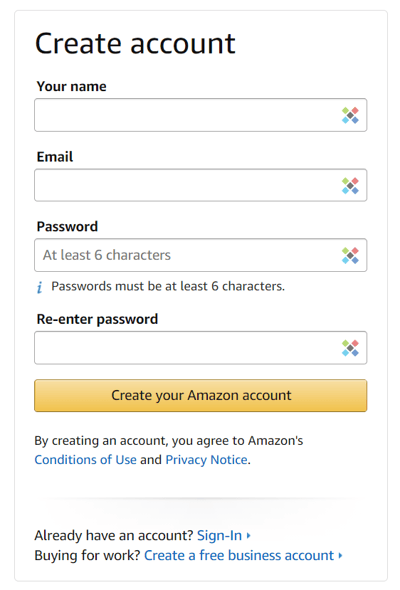 Create account
Your name
Email
Password
At least 6 characters
i Passwords must be at least 6 characters.
Re-enter password
Create your Amazon account
By creating an account, you agree to Amazon's
Conditions of Use and Privacy Notice.
Already have an account? Sign-In
Buying for work? Create a free business account